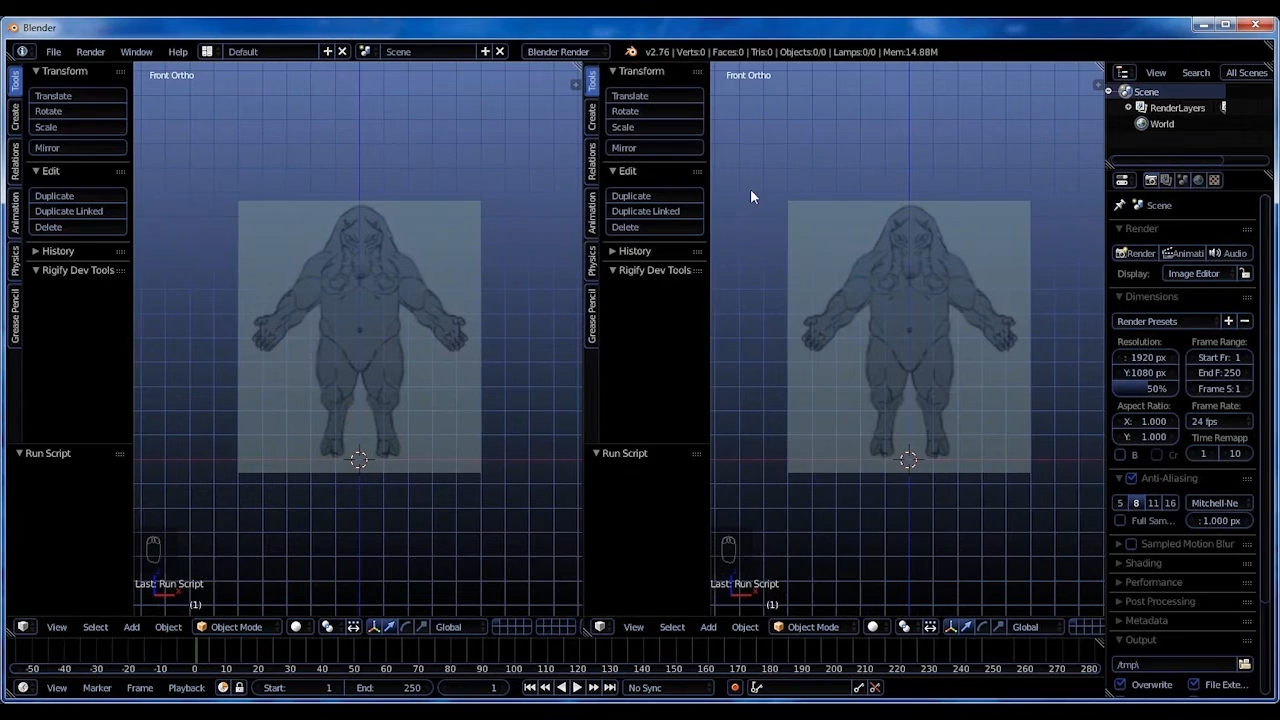 Blender
File Render Window Help Default Scene Blender Render v2.76 | Verts:0 | Faces:0 | Tris:0 | Objects:0/0 | Lamps:0/0 | Mem:14.88M
Tools
Create
Relations
Animation
Physics
Grease Pencil
Transform
Translate
Rotate
Scale
Mirror
Edit
Duplicate
Duplicate Linked
Delete
History
Rigify Dev Tools
Run Script
Front Ortho
Last: Run Script
(1)
View Select Add Object Object Mode Global
Tools
Create
Relations
Animation
Physics
Grease Pencil
Transform
Translate
Rotate
Scale
Mirror
Edit
Duplicate
Duplicate Linked
Delete
History
Rigify Dev Tools
Run Script
Front Ortho
Last: Run Script
(1)
View Select Add Object Object Mode Global
View Search All Scenes
Scene
RenderLayers
World
Scene
Render
Render Animati Audio
Display: Image Editor
Dimensions
Render Presets
Resolution: Frame Range:
: 1920 px Start Fr: 1
Y:1080 px End F: 250
50% Frame S:1
Aspect Ratio: Frame Rate:
X: 1.000 24 fps
Y: 1.000 Time Remapp
B Cr 1 10
Anti-Aliasing
5 8 11 16 Mitchell-Ne
Full Sam... : 1.000 px
Sampled Motion Blur
Shading
Performance
Post Processing
Metadata
Output
/tmp\
Overwrite File Exte...
-50 -40 -30 -20 -10 0 10 20 30 40 50 60 70 80 90 100 110 120 130 140 150 160 170 180 190 200 210 220 230 240 250 260 270 280
View Marker Frame Playback Start: 1 End: 250 1 No Sync